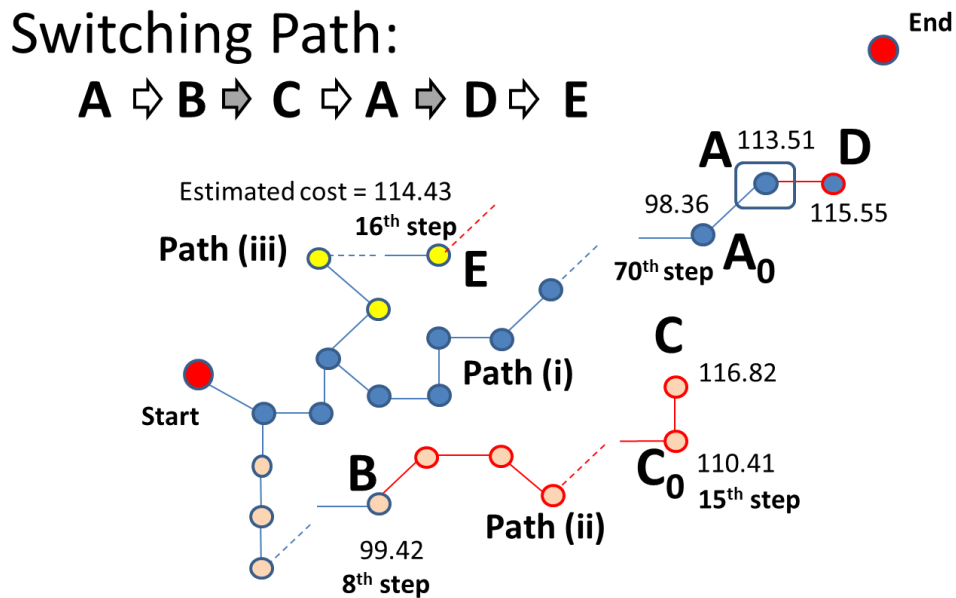 Switching Path:
End
A B C A D E
A 113.51 D
Estimated cost = 114.43
98.36
115.55
16th step
Path (iii)
E
70th step A0
C
Path (i)
116.82
Start
B
C0 110.41
15th step
Path (ii)
99.42
8th step